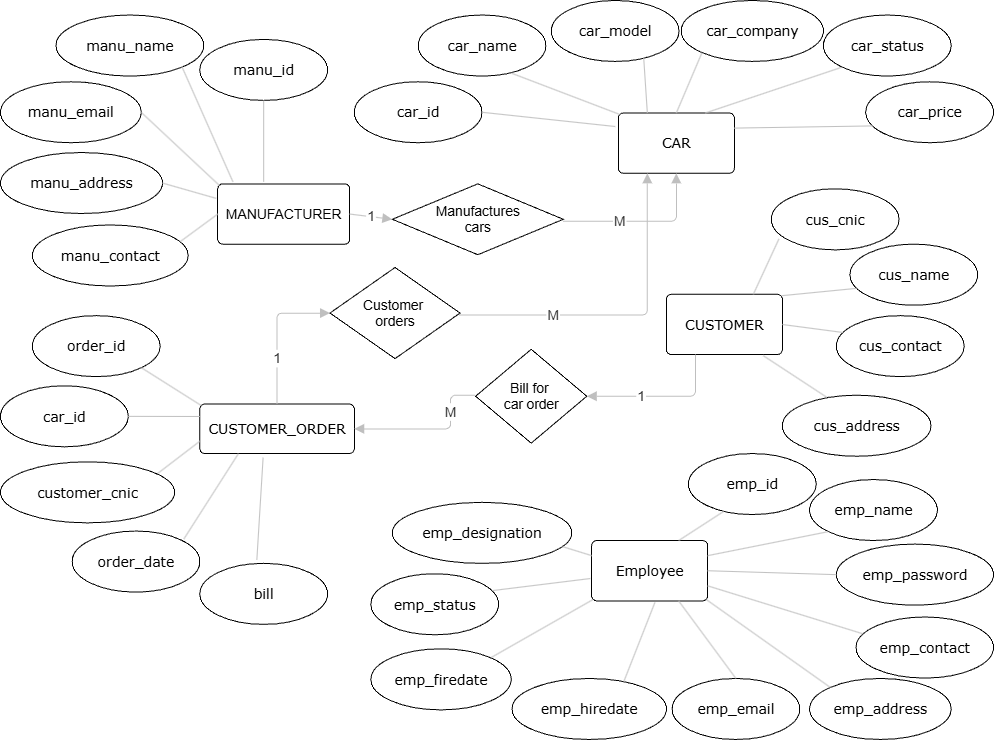 manu_name
manu_id
manu_email
manu_address
manu_contact
MANUFACTURER
1
Manufactures
cars
M
car_name
car_model
car_company
car_status
car_id
car_price
CAR
Customer
orders
M
1
cus_cnic
cus_name
CUSTOMER
cus_contact
cus_address
Bill for
car order
1
M
order_id
car_id
CUSTOMER_ORDER
customer_cnic
order_date
bill
emp_id
emp_name
emp_designation
Employee
emp_password
emp_status
emp_contact
emp_firedate
emp_hiredate
emp_email
emp_address